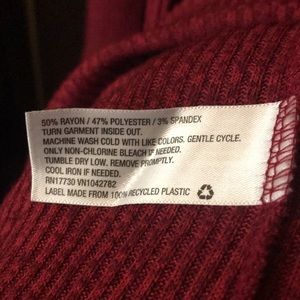 50% RAYON / 47% POLYESTER / 3% SPANDEX
TURN GARMENT INSIDE OUT.
MACHINE WASH COLD WITH LIKE COLORS. GENTLE CYCLE.
ONLY NON-CHLORINE BLEACH IF NEEDED.
TUMBLE DRY LOW. REMOVE PROMPTLY.
COOL IRON IF NEEDED.
RN17730 VN1042782
LABEL MADE FROM 100% RECYCLED PLASTIC